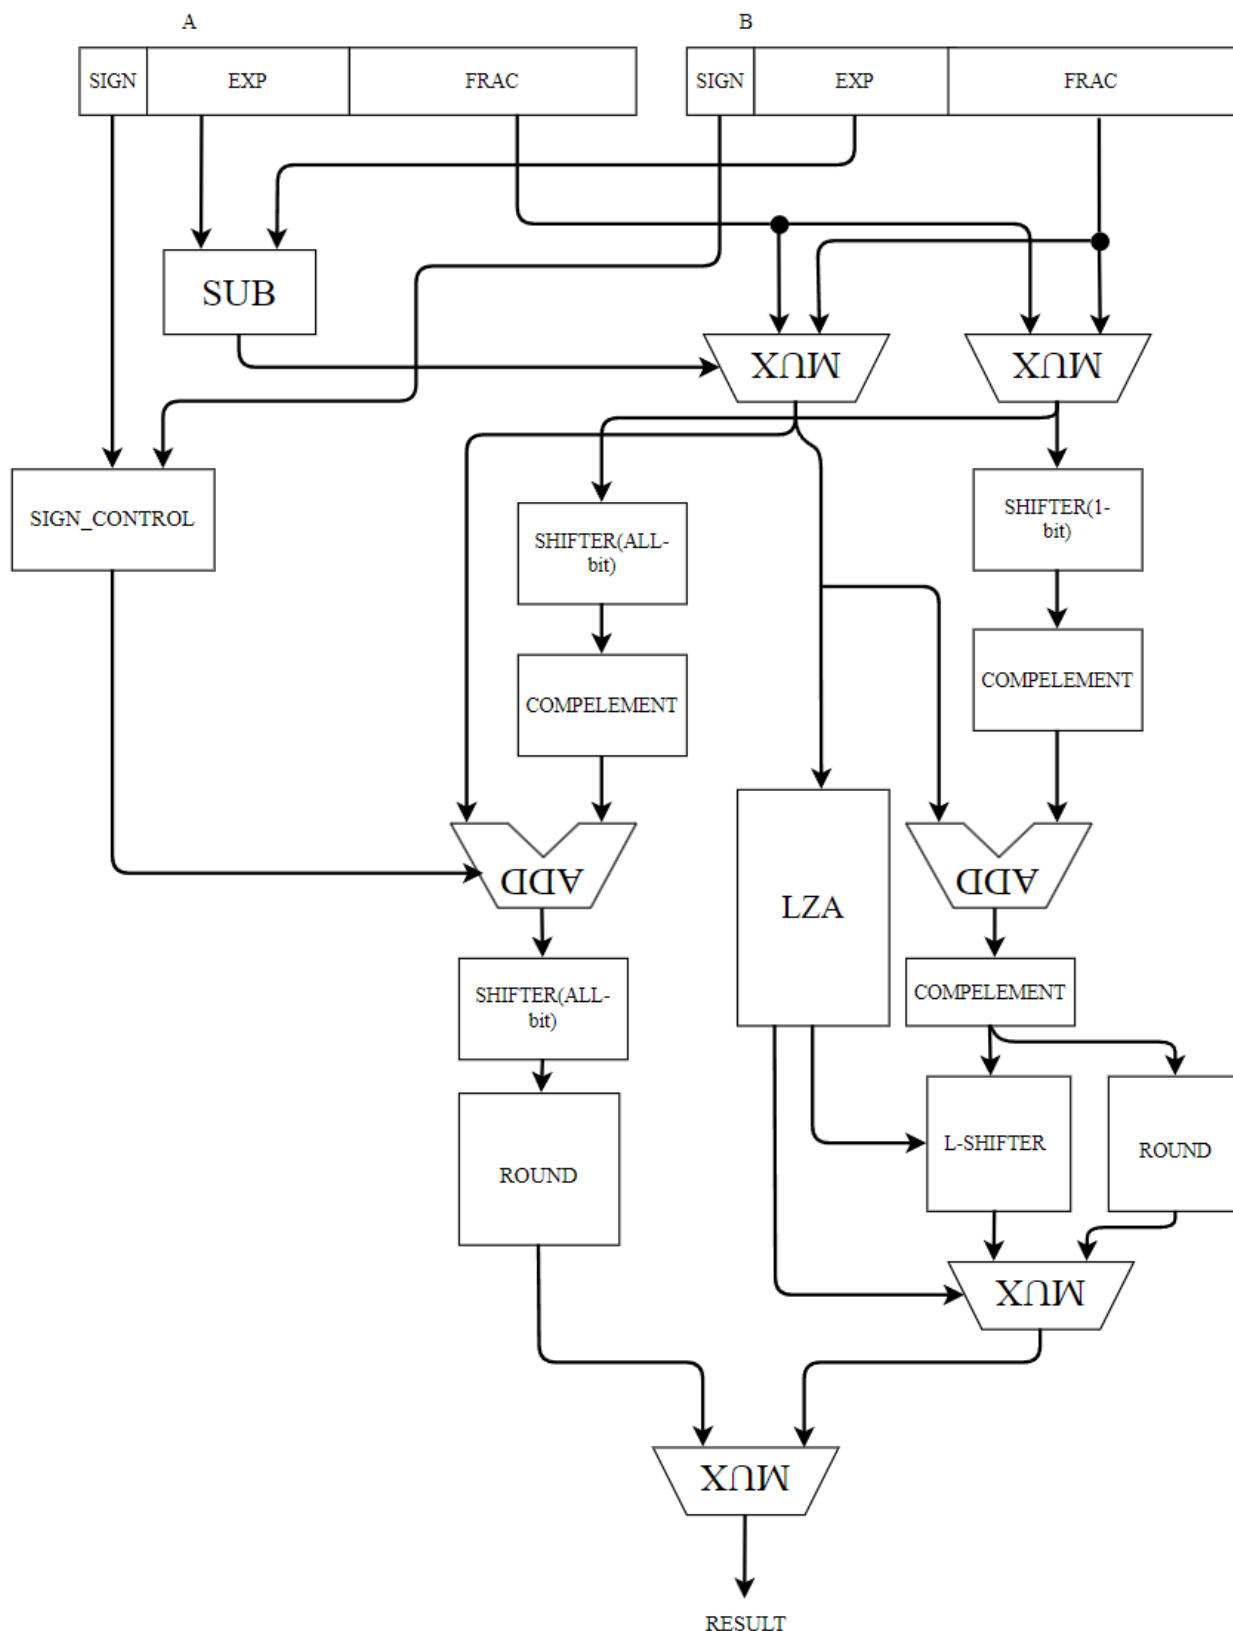 A
B
SIGN
EXP
FRAC
SIGN
EXP
FRAC
SUB
MUX
MUX
SIGN_CONTROL
SHIFTER(ALL-
bit)
SHIFTER(1-
bit)
COMPELEMENT
COMPELEMENT
ADD
LZA
ADD
SHIFTER(ALL-
bit)
COMPELEMENT
ROUND
L-SHIFTER
ROUND
MUX
MUX
RESULT